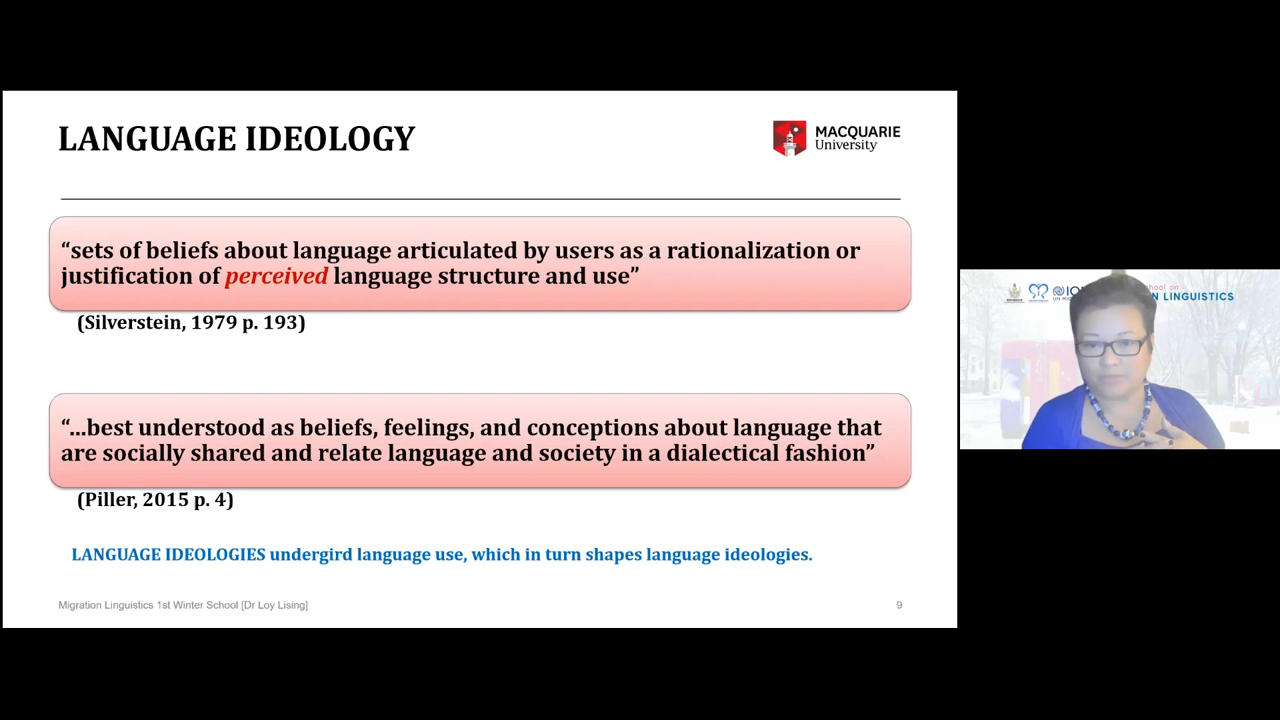 LANGUAGE IDEOLOGY
MACQUARIE
University
“sets of beliefs about language articulated by users as a rationalization or
justification of perceived language structure and use”
(Silverstein, 1979 p. 193)
“...best understood as beliefs, feelings, and conceptions about language that
are socially shared and relate language and society in a dialectical fashion”
(Piller, 2015 p. 4)
LANGUAGE IDEOLOGIES undergird language use, which in turn shapes language ideologies.
Migration Linguistics 1st Winter School [Dr Loy Lising]
9
on
LINGUISTICS